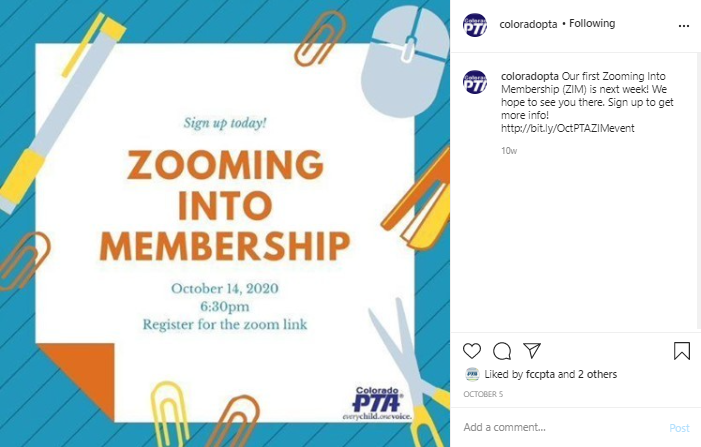 Sign up today!
ZOOMING
INTO
MEMBERSHIP
October 14, 2020
6:30pm
Register for the zoom link
Colorado
PTA
everychild.onevoice.
coloradopta • Following
coloradopta Our first Zooming Into
Membership (ZIM) is next week! We
hope to see you there. Sign up to get
more info!
http://bit.ly/OctPTAZIMevent
10w
Liked by fccpta and 2 others
OCTOBER 5
Add a comment...
Post